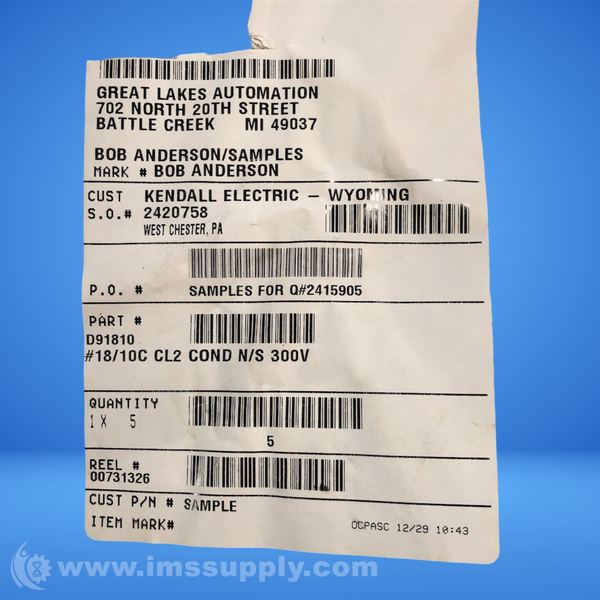 GREAT LAKES AUTOMATION
702 NORTH 20TH STREET
BATTLE CREEK MI 49037
BOB ANDERSON/SAMPLES
MARK # BOB ANDERSON
CUST KENDALL ELECTRIC – WYOMING
S.O.# 2420758
WEST CHESTER, PA
P.O. # SAMPLES FOR Q#2415905
PART #
D91810
#18/10C CL2 COND N/S 300V
QUANTITY
1 X 5
5
REEL #
00731326
CUST P/N # SAMPLE
ITEM MARK# OCPASC 12/29 10:43
www.imssupply.com